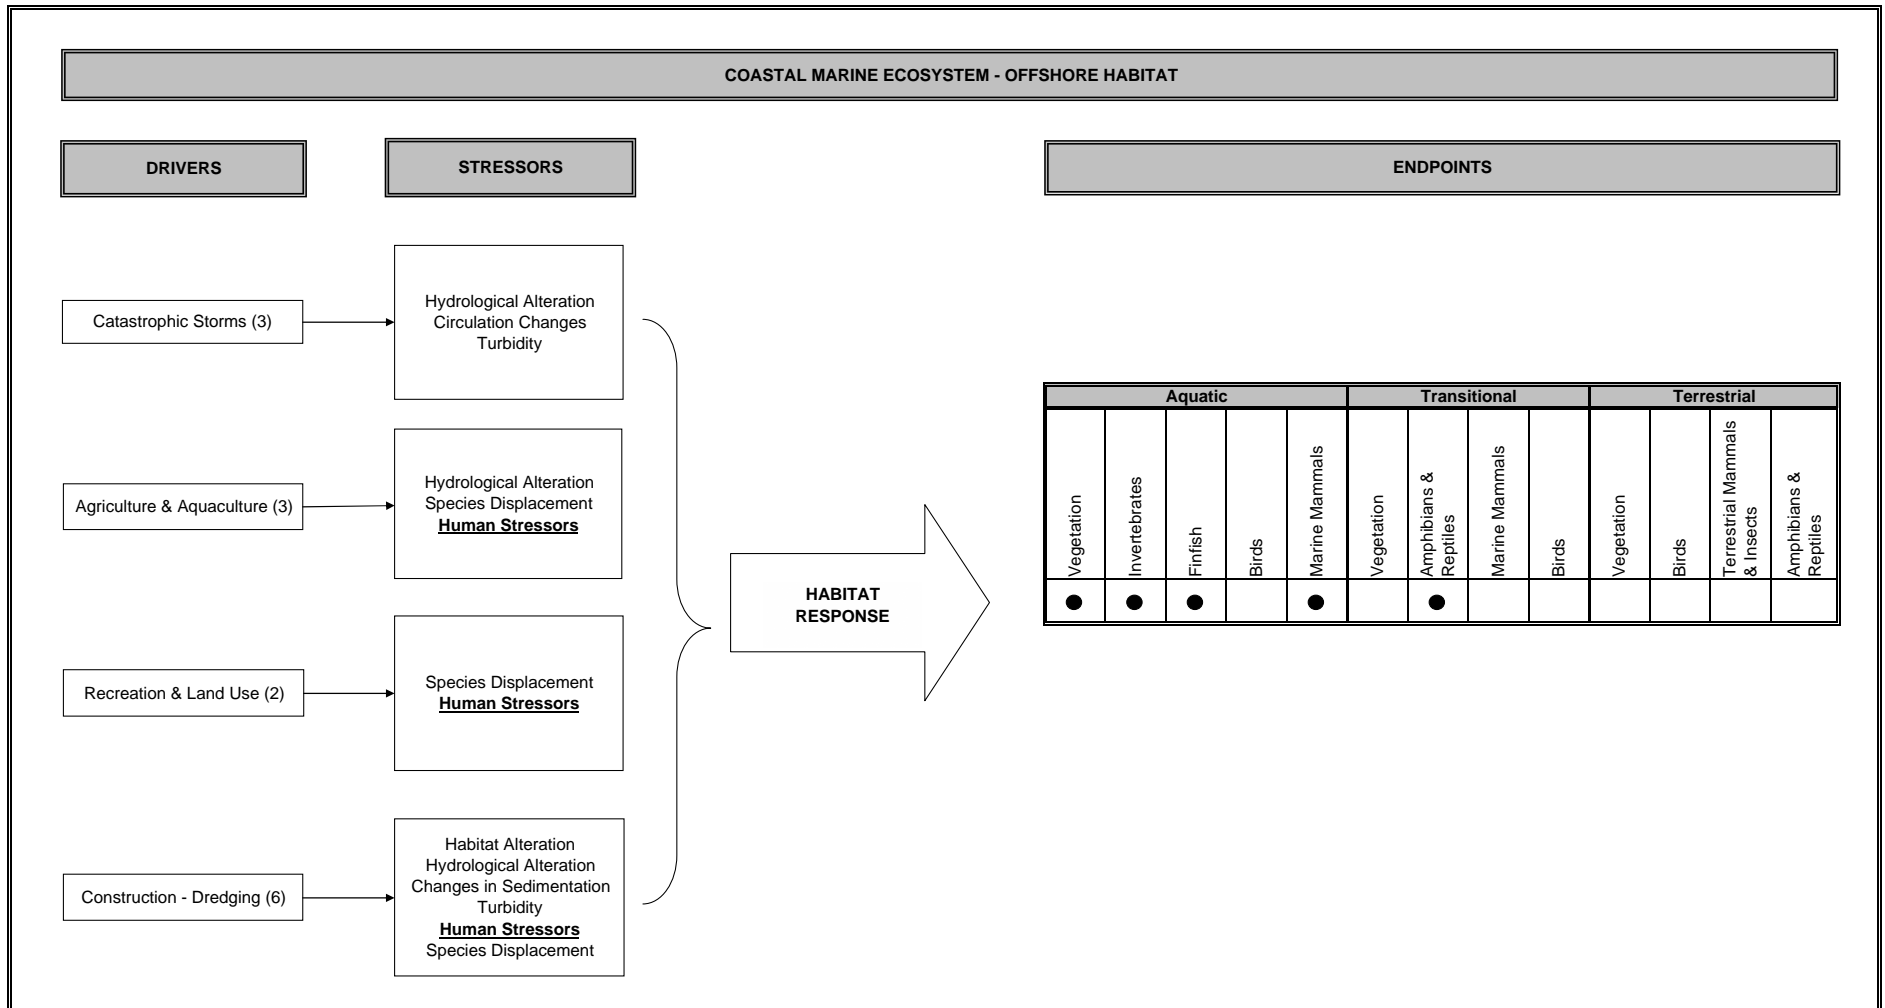 COASTAL MARINE ECOSYSTEM - OFFSHORE HABITAT
DRIVERS
STRESSORS
ENDPOINTS
Catastrophic Storms (3)
Hydrological Alteration
Circulation Changes
Turbidity
Agriculture & Aquaculture (3)
Hydrological Alteration
Species Displacement
Human Stressors
Recreation & Land Use (2)
Species Displacement
Human Stressors
Construction - Dredging (6)
Habitat Alteration
Hydrological Alteration
Changes in Sedimentation
Turbidity
Human Stressors
Species Displacement
HABITAT
RESPONSE
Aquatic
Transitional
Terrestrial
Vegetation
Invertebrates
Finfish
Birds
Marine Mammals
Vegetation
Amphibians &
Reptiles
Marine Mammals
Birds
Vegetation
Birds
Terrestrial Mammals
& Insects
Amphibians &
Reptiles